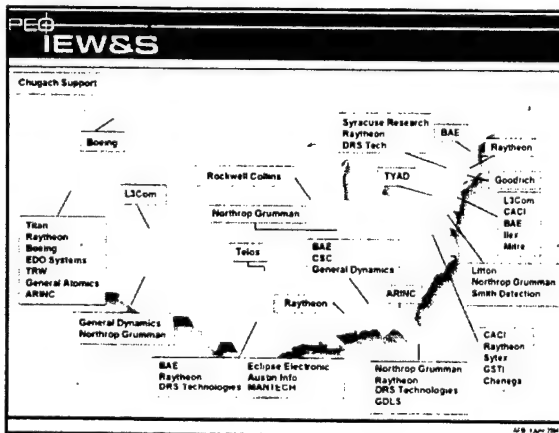 PEO
IEW&S
Chugach Support
Boeing
Syracuse Research
Raytheon
DRS Tech
BAE
Raytheon
Rockwell Collins
TYAD
Goodrich
L3Com
Northrop Grumman
L3Com
CACI
BAE
Ilex
Mitre
Titan
Raytheon
Boeing
EDO Systems
TRW
General Atomics
ARINC
Telos
BAE
CSC
General Dynamics
Litton
Northrop Grumman
Smith Detection
Raytheon
ARINC
General Dynamics
Northrop Grumman
CACI
Raytheon
Sytex
GSTI
Chenega
BAE
Raytheon
DRS Technologies
Eclipse Electronic
Austin Info
MANTECH
Northrop Grumman
Raytheon
DRS Technologies
GDLS